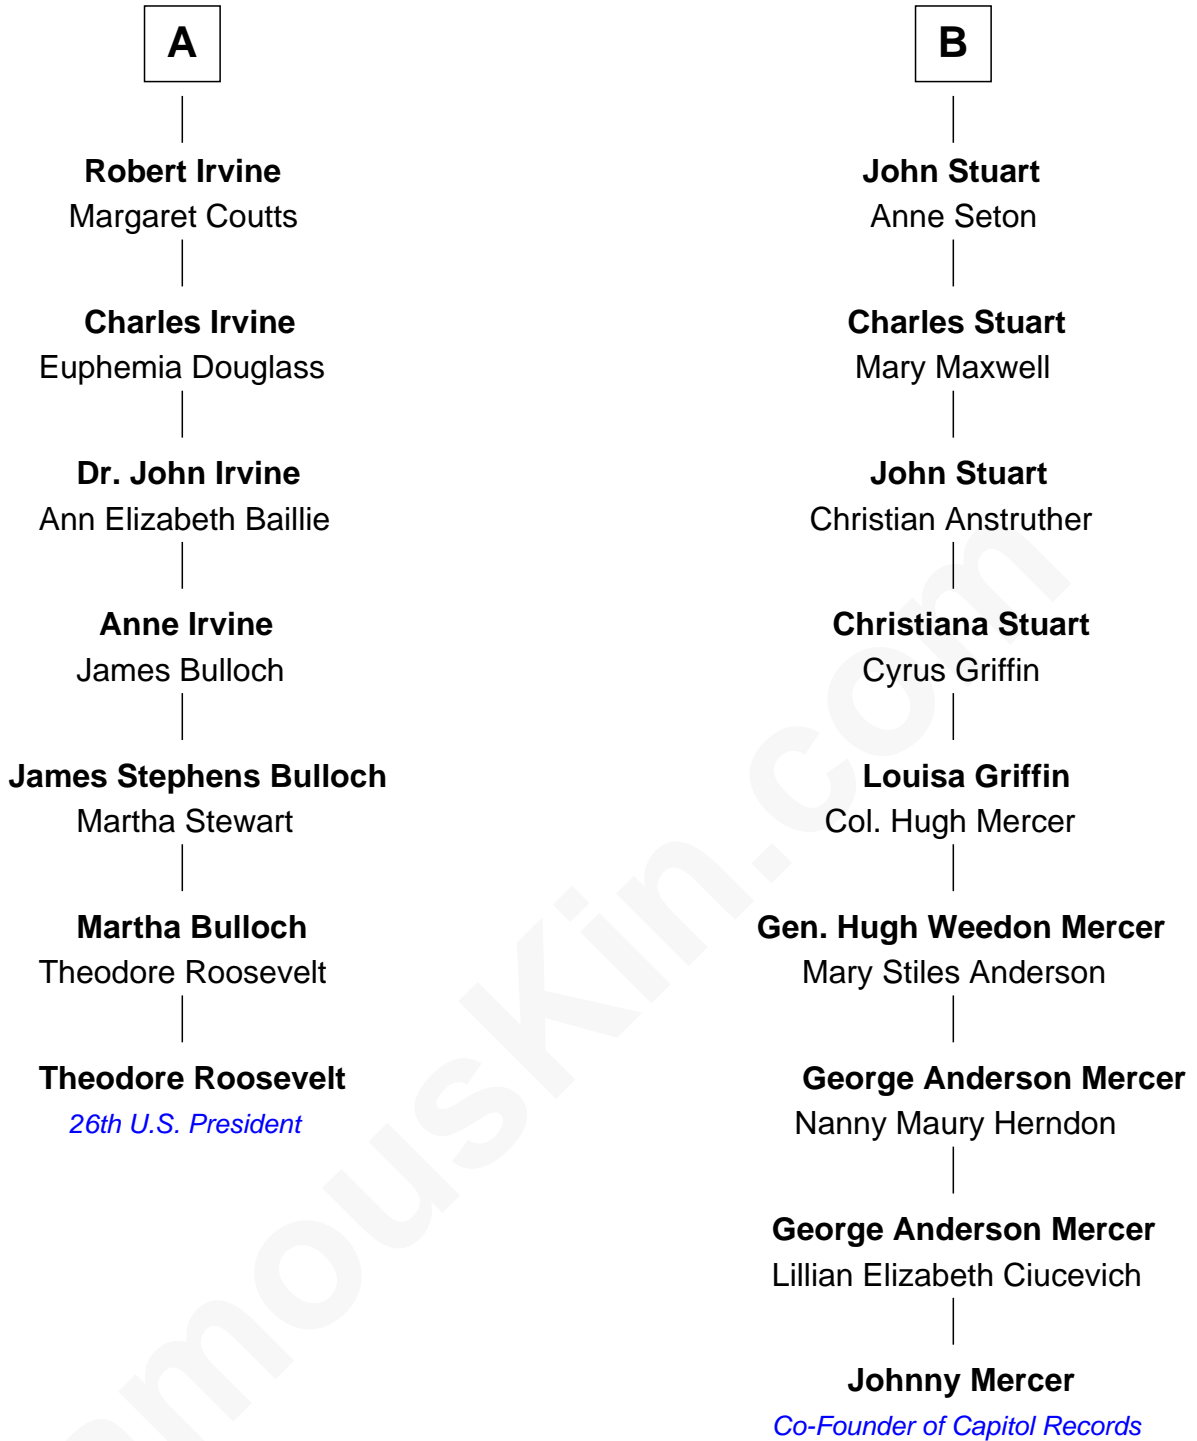 A
Robert Irvine
Margaret Coutts
Charles Irvine
Euphemia Douglass
Dr. John Irvine
Ann Elizabeth Baillie
Anne Irvine
James Bulloch
James Stephens Bulloch
Martha Stewart
Martha Bulloch
Theodore Roosevelt
Theodore Roosevelt
26th U.S. President
B
John Stuart
Anne Seton
Charles Stuart
Mary Maxwell
John Stuart
Christian Anstruther
Christiana Stuart
Cyrus Griffin
Louisa Griffin
Col. Hugh Mercer
Gen. Hugh Weedon Mercer
Mary Stiles Anderson
George Anderson Mercer
Nanny Maury Herndon
George Anderson Mercer
Lillian Elizabeth Ciucevich
Johnny Mercer
Co-Founder of Capitol Records
amouskin.com